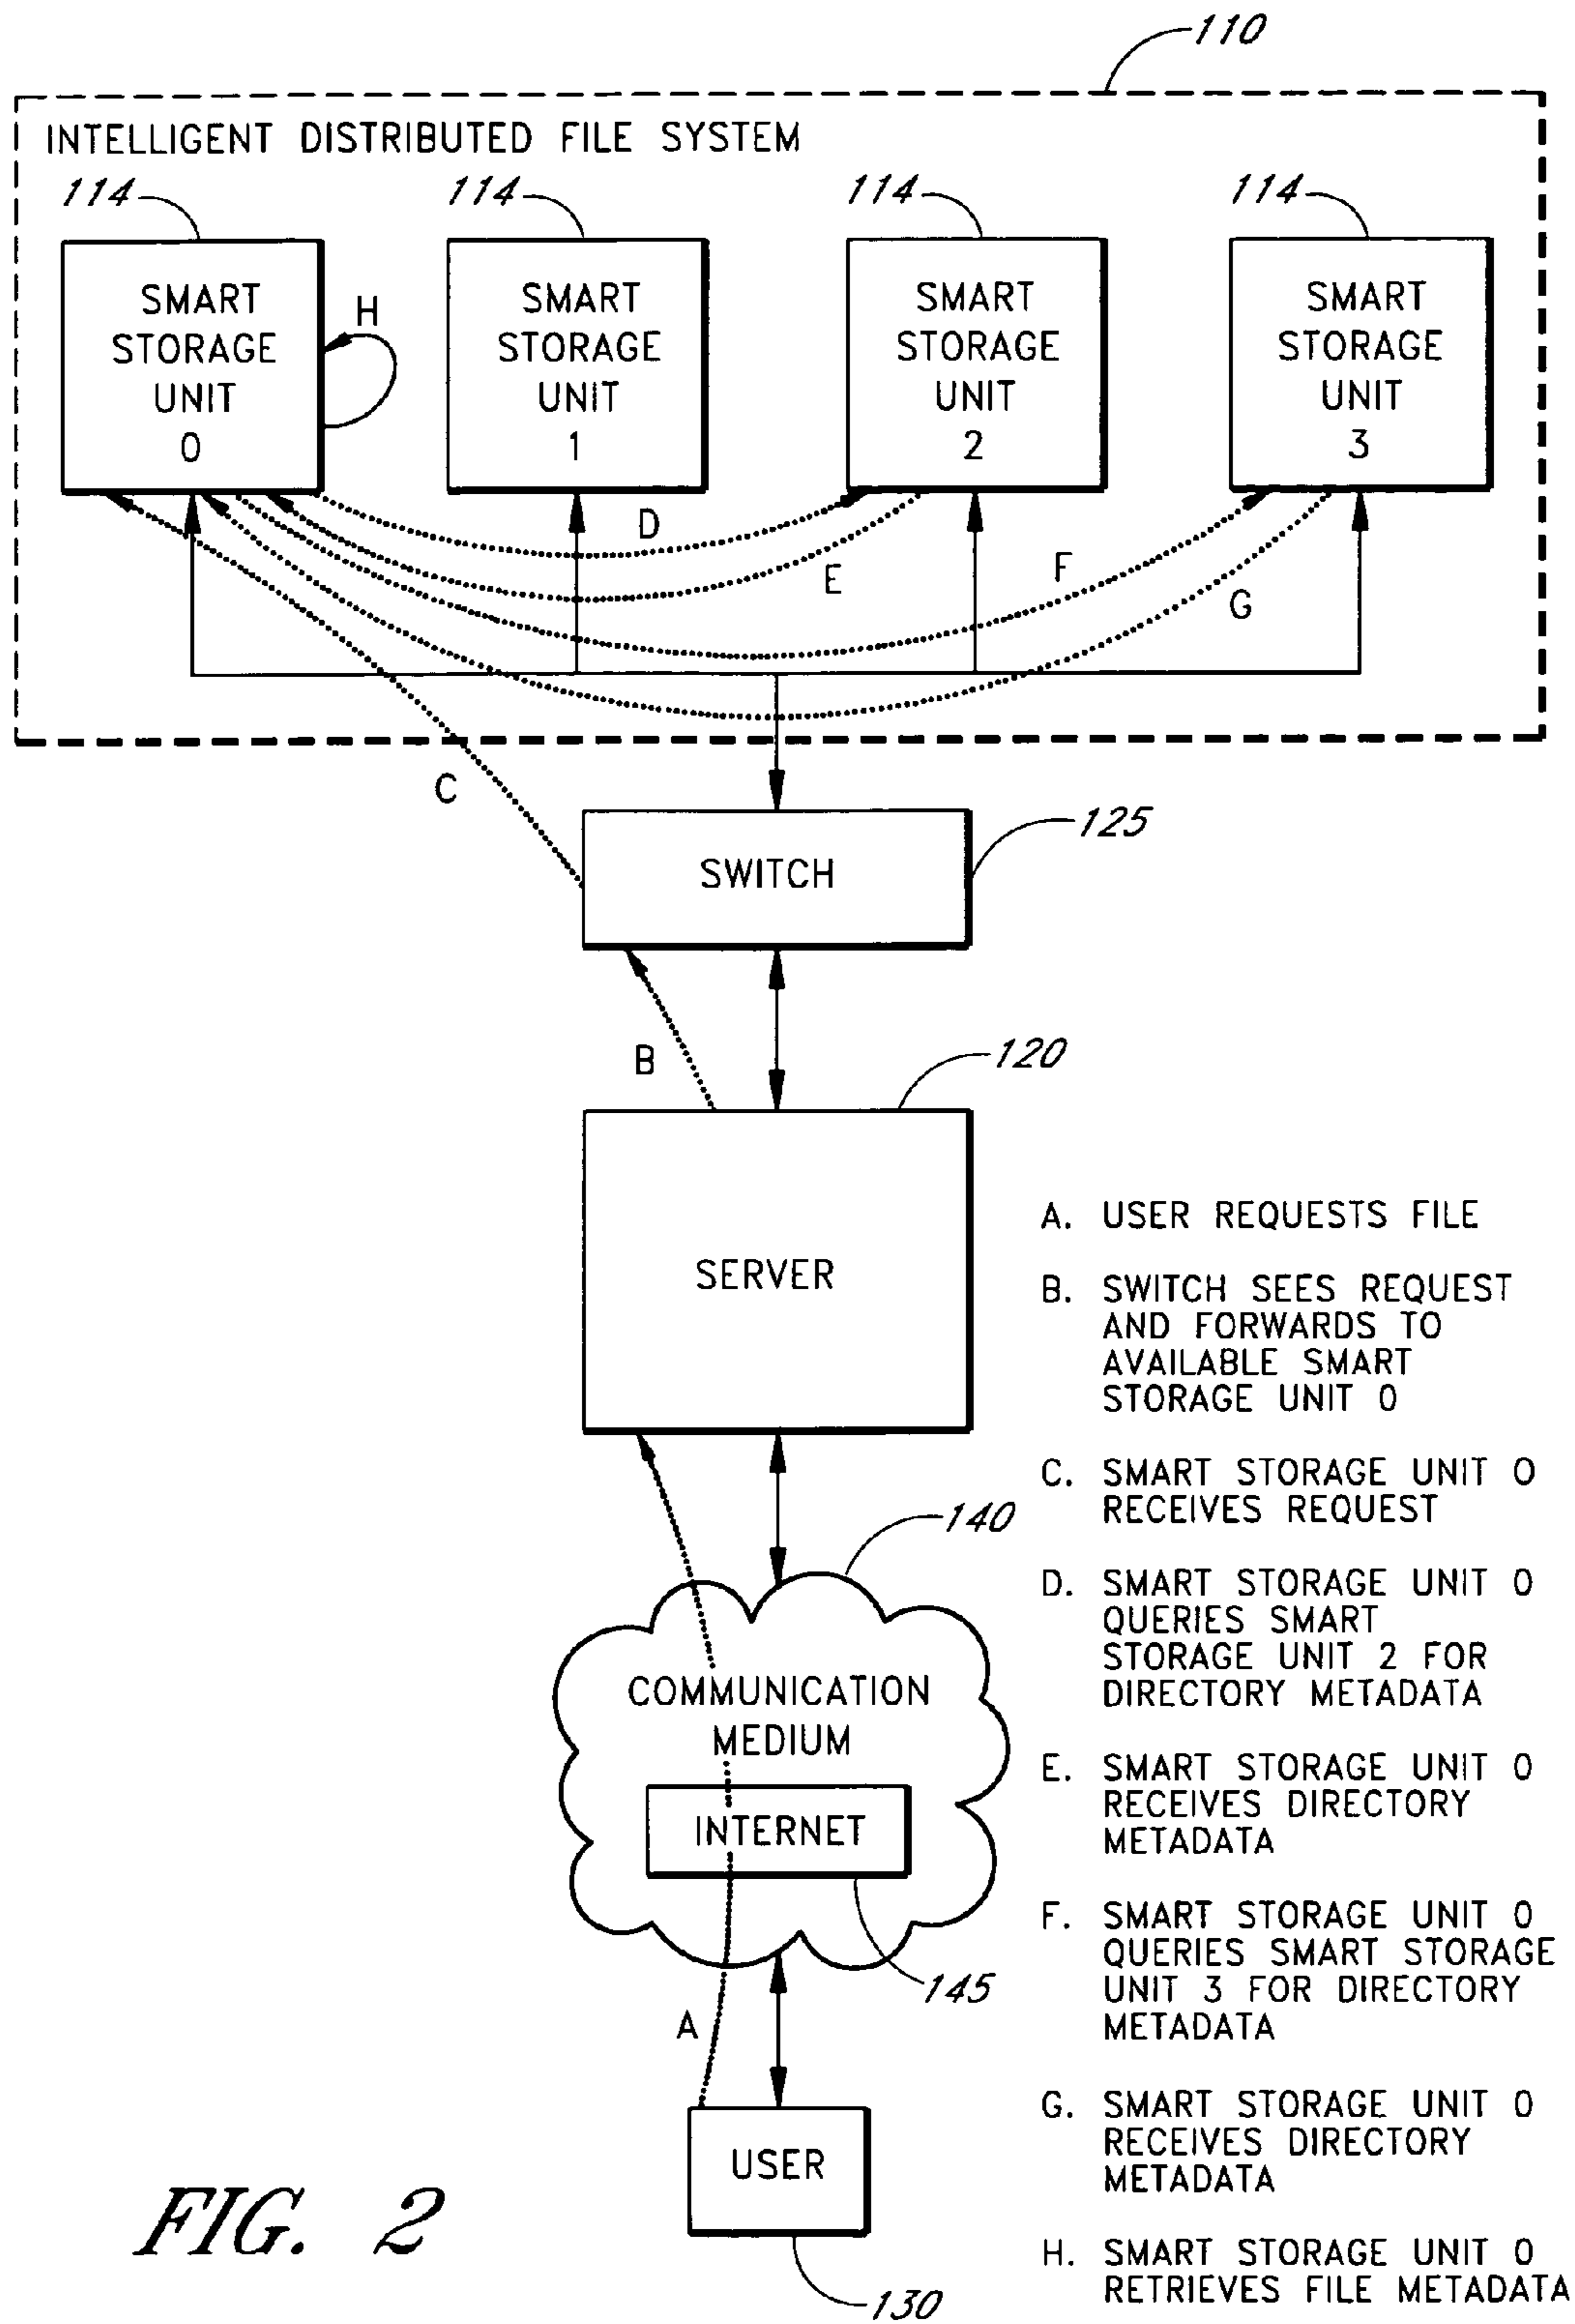 110
INTELLIGENT DISTRIBUTED FILE SYSTEM
114
114
114
114
SMART
STORAGE
UNIT
0
H
SMART
STORAGE
UNIT
1
SMART
STORAGE
UNIT
2
SMART
STORAGE
UNIT
3
D
E
F
G
C
125
SWITCH
B
120
SERVER
140
COMMUNICATION
MEDIUM
INTERNET
145
A
USER
130
A. USER REQUESTS FILE
B. SWITCH SEES REQUEST
AND FORWARDS TO
AVAILABLE SMART
STORAGE UNIT 0
C. SMART STORAGE UNIT 0
RECEIVES REQUEST
D. SMART STORAGE UNIT 0
QUERIES SMART
STORAGE UNIT 2 FOR
DIRECTORY METADATA
E. SMART STORAGE UNIT 0
RECEIVES DIRECTORY
METADATA
F. SMART STORAGE UNIT 0
QUERIES SMART STORAGE
UNIT 3 FOR DIRECTORY
METADATA
G. SMART STORAGE UNIT 0
RECEIVES DIRECTORY
METADATA
H. SMART STORAGE UNIT 0
RETRIEVES FILE METADATA
FIG. 2